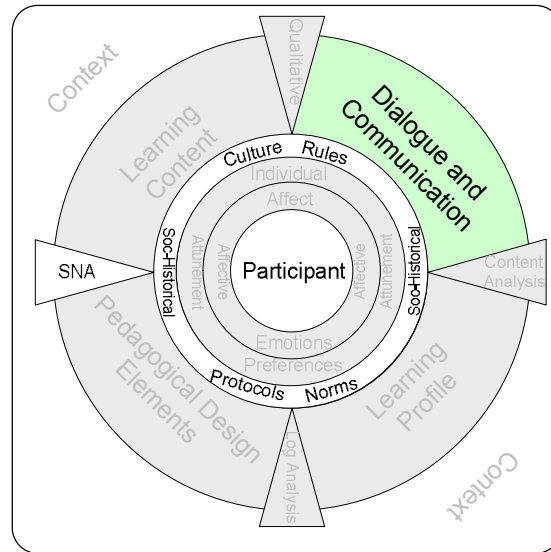 Context
Qualitative
Dialogue and
Communication
Learning
Content
Culture Rules
Individual
Affect
Soc-Historical
Attunement
Affective
Participant
Affective
Attunement
Soc-Historical
SNA
Content
Analysis
Emotions
Preferences
Protocols Norms
Pedagogical Design
Elements
Learning
Profile
Log Analysis
Context